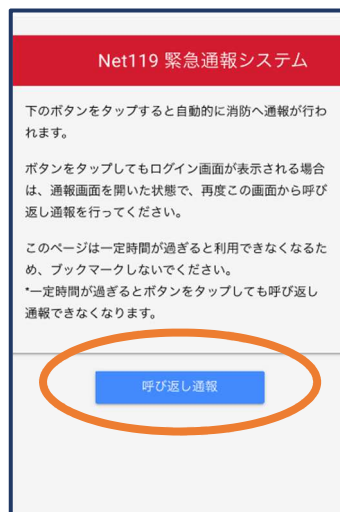 Net119 緊急通報システム
下のボタンをタップすると自動的に消防へ通報が行わ
れます。
ボタンをタップしてもログイン画面が表示される場合
は、通報画面を開いた状態で、再度この画面から呼び
返し通報を行ってください。
このページは一定時間が過ぎると利用できなくなるた
め、ブックマークしないでください。
*一定時間が過ぎるとボタンをタップしても呼び返し
通報できなくなります。
呼び返し通報